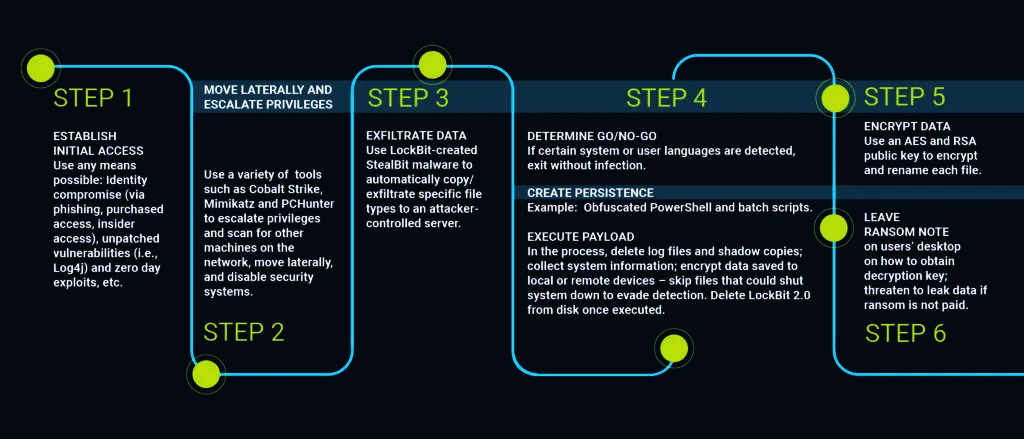 STEP 1
ESTABLISH
INITIAL ACCESS
Use any means
possible: Identity
compromise (via
phishing, purchased
access, insider
access), unpatched
vulnerabilities (i.e.,
Log4j) and zero day
exploits, etc.
MOVE LATERALLY AND
ESCALATE PRIVILEGES
Use a variety of tools
such as Cobalt Strike,
Mimikatz and PCHunter
to escalate privileges
and scan for other
machines on the
network, move laterally,
and disable security
systems.
STEP 2
STEP 3
EXFILTRATE DATA
Use LockBit-created
StealBit malware to
automatically copy/
exfiltrate specific file
types to an attacker-
controlled server.
STEP 4
DETERMINE GO/NO-GO
If certain system or user languages are detected,
exit without infection.
CREATE PERSISTENCE
Example: Obfuscated PowerShell and batch scripts.
EXECUTE PAYLOAD
In the process, delete log files and shadow copies;
collect system information; encrypt data saved to
local or remote devices – skip files that could shut
system down to evade detection. Delete LockBit 2.0
from disk once executed.
STEP 5
ENCRYPT DATA
Use an AES and RSA
public key to encrypt
and rename each file.
LEAVE
RANSOM NOTE
on users' desktop
on how to obtain
decryption key;
threaten to leak data if
ransom is not paid.
STEP 6